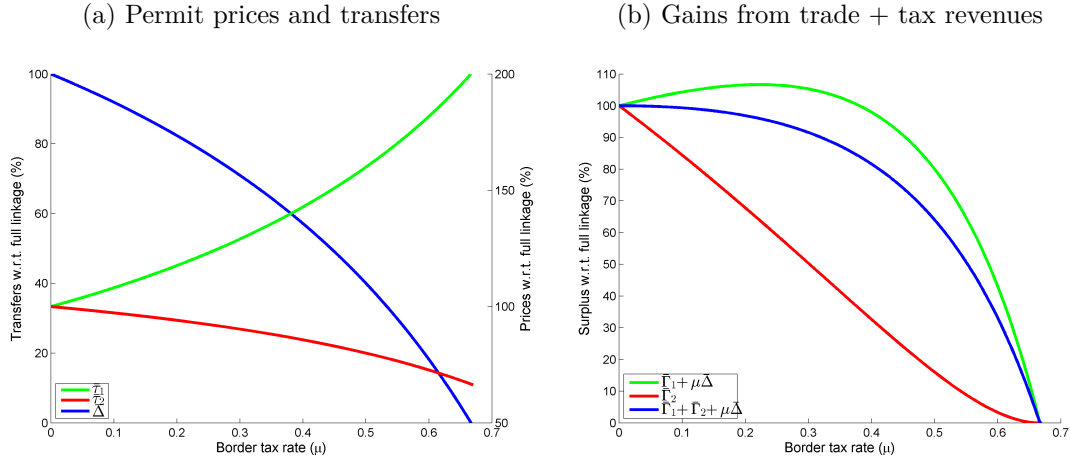 (a) Permit prices and transfers
(b) Gains from trade + tax revenues
Transfers w.r.t. full linkage (%)
100
80
60
40
20
0
0
0.1
0.2
0.3
0.4
0.5
0.6
0.7
Border tax rate (μ)
200
150
100
50
Prices w.r.t. full linkage (%)
τ̄₁
τ̄₂
Δ̄
Surplus w.r.t. full linkage (%)
110
100
90
80
70
60
50
40
30
20
10
0
0
0.1
0.2
0.3
0.4
0.5
0.6
0.7
Border tax rate (μ)
Γ̄₁ + μΔ̄
Γ̄₂
Γ̄₁ + Γ̄₂ + μΔ̄